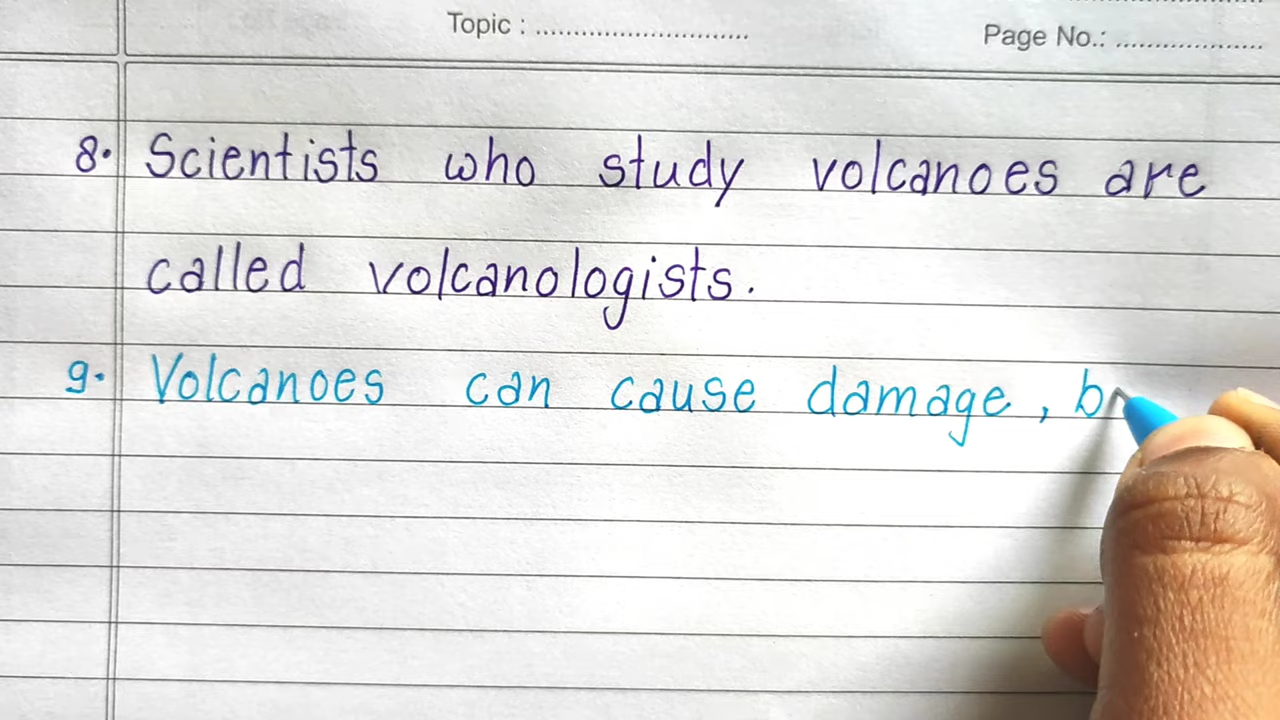 Topic : ............................
Page No.: ...................
8. Scientists who study volcanoes are
called volcanologists.
9. Volcanoes can cause damage, b